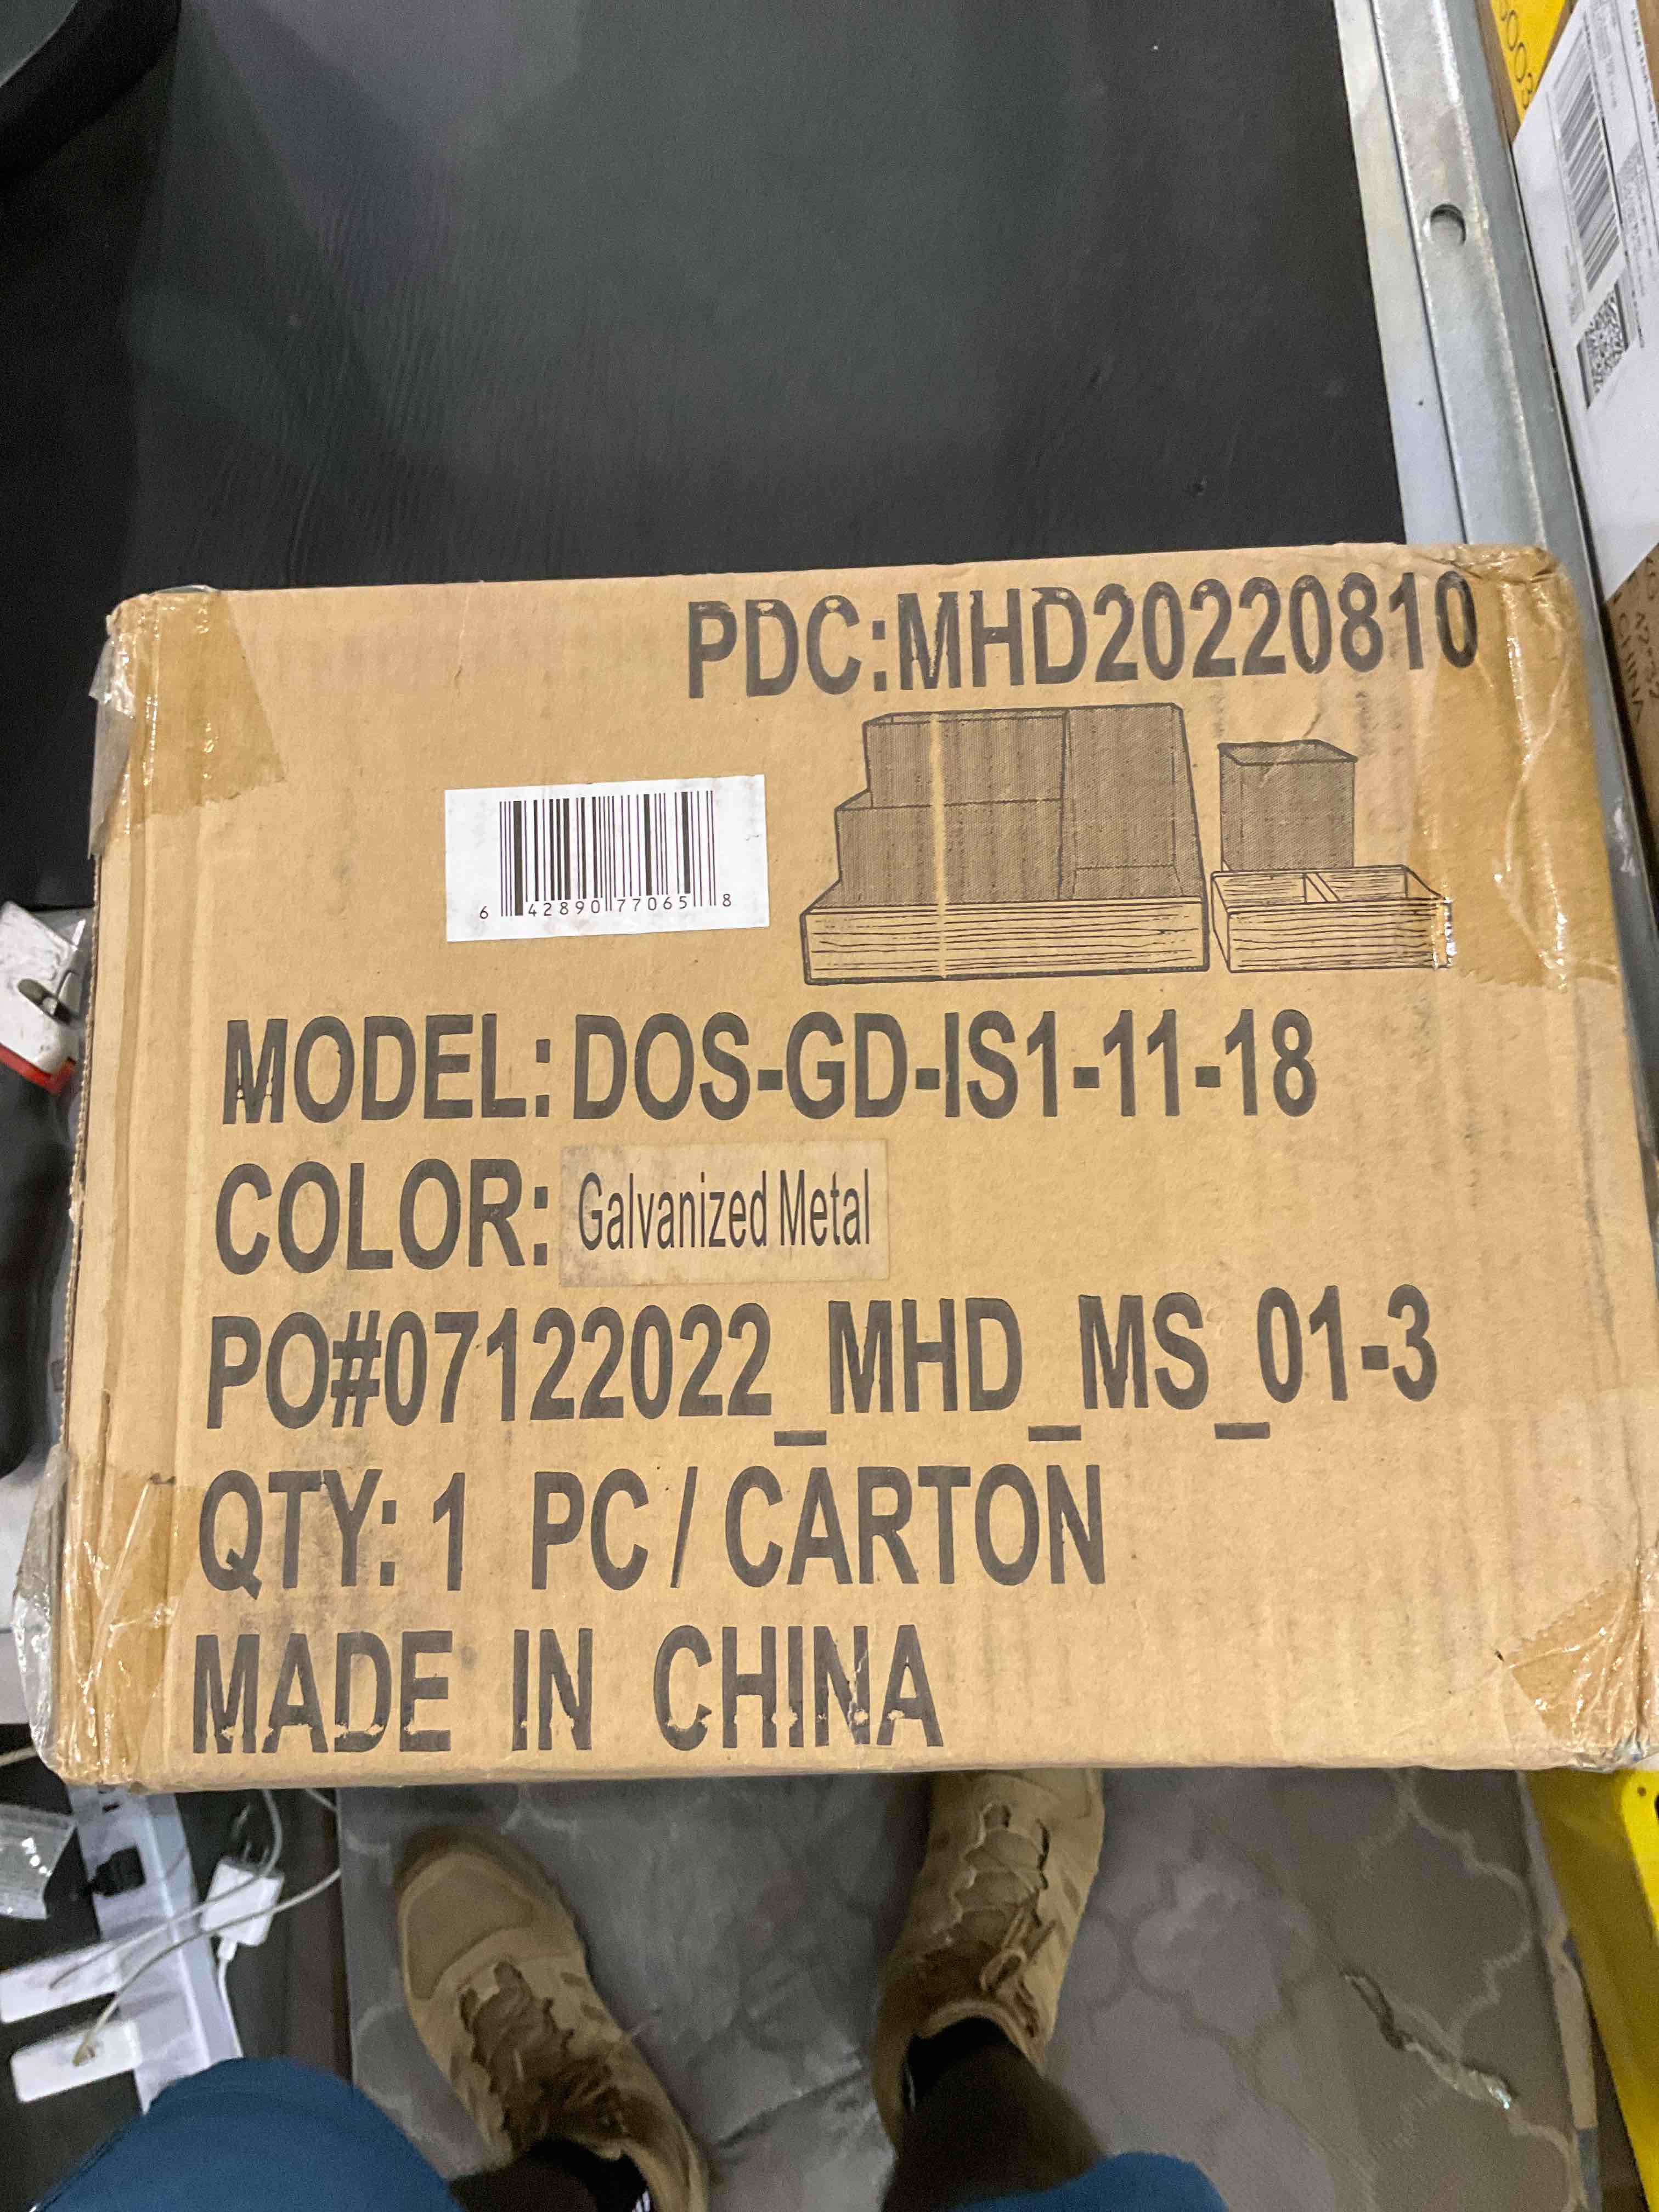 PDC:MHD20220810
6 42890 77065 8
MODEL: DOS-GD-IS1-11-18
COLOR: Galvanized Metal
PO#07122022_MHD_MS_01-3
QTY: 1 PC / CARTON
MADE IN CHINA